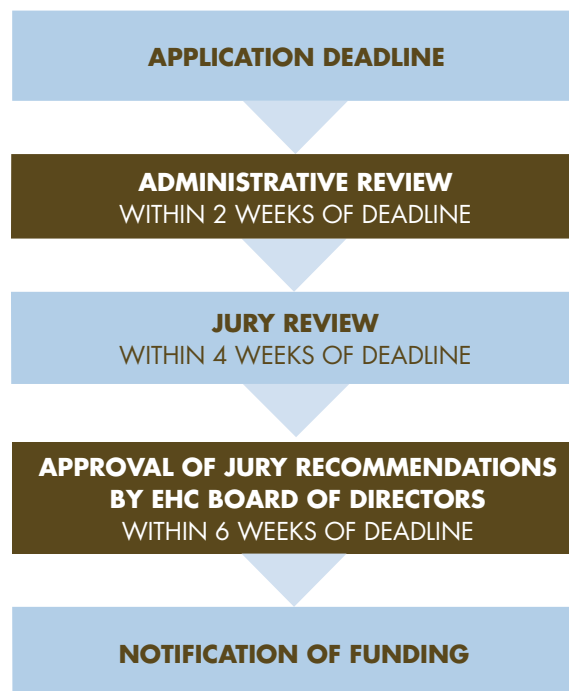 APPLICATION DEADLINE
ADMINISTRATIVE REVIEW
WITHIN 2 WEEKS OF DEADLINE
JURY REVIEW
WITHIN 4 WEEKS OF DEADLINE
APPROVAL OF JURY RECOMMENDATIONS
BY EHC BOARD OF DIRECTORS
WITHIN 6 WEEKS OF DEADLINE
NOTIFICATION OF FUNDING